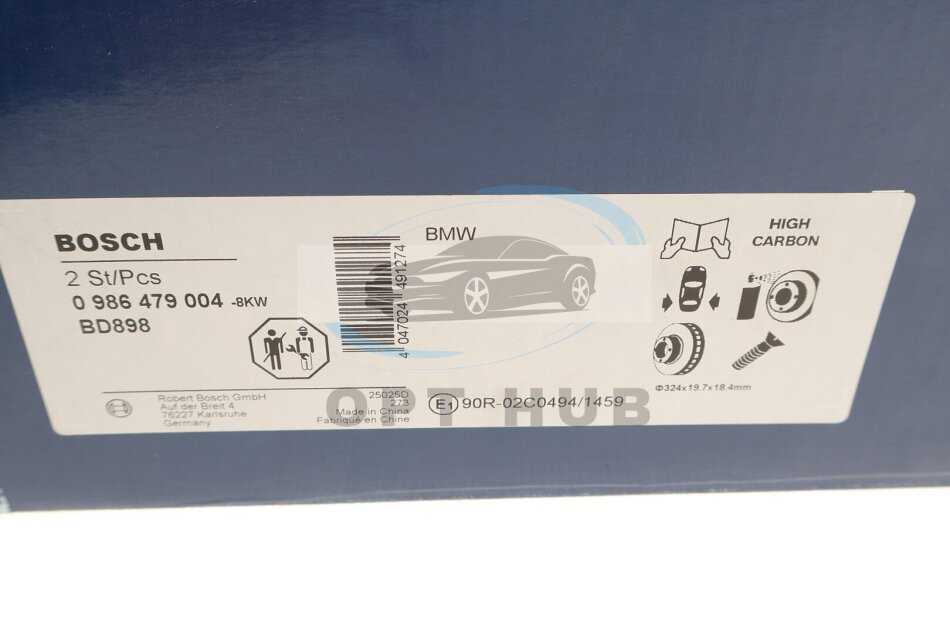 BOSCH
2 St/Pcs
0 986 479 004 -8KW
BD898
4 047024 491274
BMW
HIGH
CARBON
Φ324x19.7x18.4mm
Robert Bosch GmbH
Auf der Breit 4
76227 Karlsruhe
Germany
25025D
273
Made in China
Fabriqué en Chine
E1 90R-02C0494/1459
OPT HUB